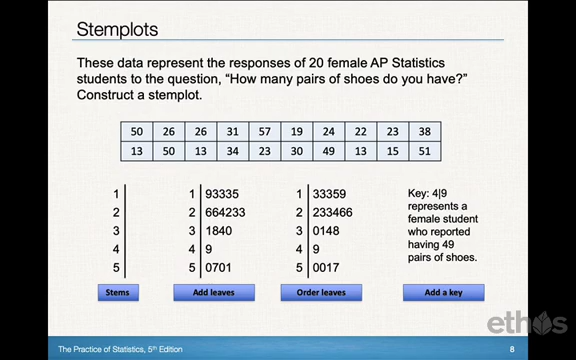 Stemplots
These data represent the responses of 20 female AP Statistics
students to the question, “How many pairs of shoes do you have?”
Construct a stemplot.
50 26 26 31 57 19 24 22 23 38
13 50 13 34 23 30 49 13 15 51
1
2
3
4
5
Stems
1 93335
2 664233
3 1840
4 9
5 0701
Add leaves
1 33359
2 233466
3 0148
4 9
5 0017
Order leaves
Key: 4|9
represents a
female student
who reported
having 49
pairs of shoes.
Add a key
ethos
The Practice of Statistics, 5th Edition
8